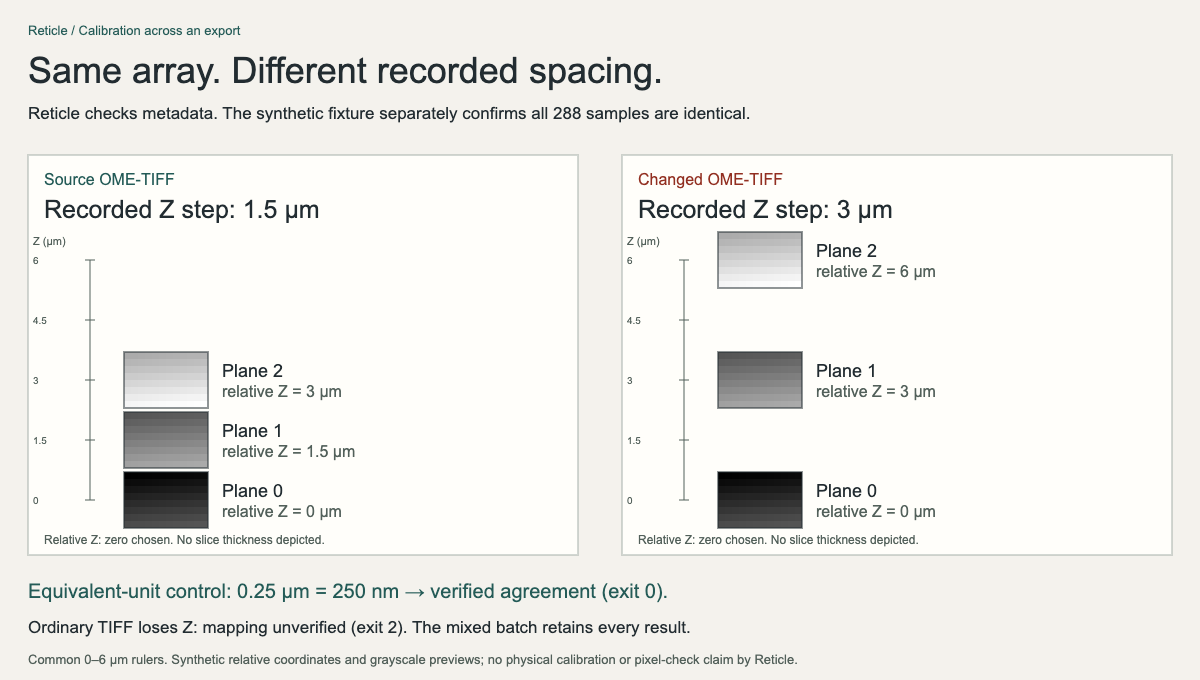 Reticle / Calibration across an export
Same array. Different recorded spacing.
Reticle checks metadata. The synthetic fixture separately confirms all 288 samples are identical.
Source OME-TIFF
Recorded Z step: 1.5 µm
Z (µm)
6
4.5
3
1.5
0
Plane 2
relative Z = 3 µm
Plane 1
relative Z = 1.5 µm
Plane 0
relative Z = 0 µm
Relative Z: zero chosen. No slice thickness depicted.
Changed OME-TIFF
Recorded Z step: 3 µm
Z (µm)
6
4.5
3
1.5
0
Plane 2
relative Z = 6 µm
Plane 1
relative Z = 3 µm
Plane 0
relative Z = 0 µm
Relative Z: zero chosen. No slice thickness depicted.
Equivalent-unit control: 0.25 µm = 250 nm → verified agreement (exit 0).
Ordinary TIFF loses Z: mapping unverified (exit 2). The mixed batch retains every result.
Common 0–6 µm rulers. Synthetic relative coordinates and grayscale previews; no physical calibration or pixel-check claim by Reticle.